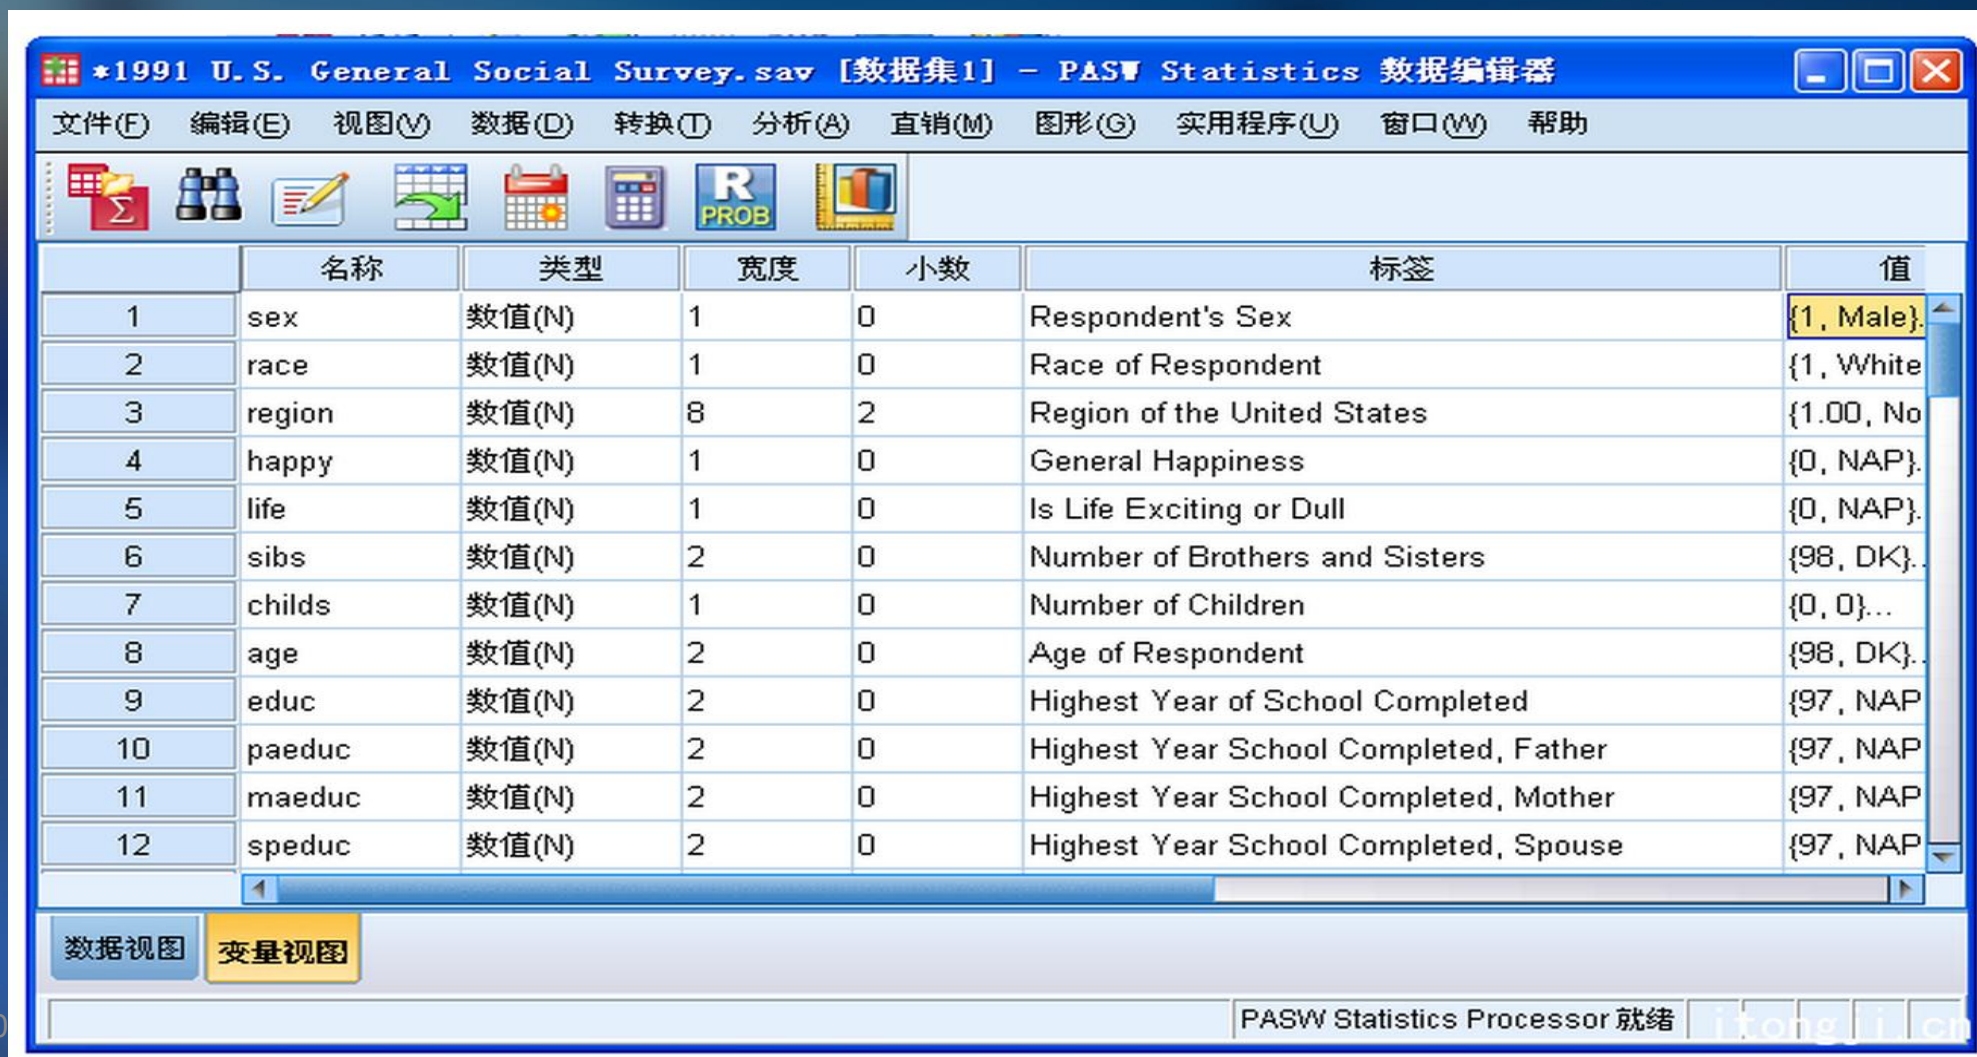 *1991 U.S. General Social Survey.sav [数据集1] - PASW Statistics 数据编辑器
文件(F) 编辑(E) 视图(V) 数据(D) 转换(T) 分析(A) 直销(M) 图形(G) 实用程序(U) 窗口(W) 帮助
Σ R PROB
名称 类型 宽度 小数 标签 值
1 sex 数值(N) 1 0 Respondent's Sex {1, Male}.
2 race 数值(N) 1 0 Race of Respondent {1, White
3 region 数值(N) 8 2 Region of the United States {1.00, No
4 happy 数值(N) 1 0 General Happiness {0, NAP}.
5 life 数值(N) 1 0 Is Life Exciting or Dull {0, NAP}.
6 sibs 数值(N) 2 0 Number of Brothers and Sisters {98, DK}..
7 childs 数值(N) 1 0 Number of Children {0, 0}...
8 age 数值(N) 2 0 Age of Respondent {98, DK}..
9 educ 数值(N) 2 0 Highest Year of School Completed {97, NAP
10 paeduc 数值(N) 2 0 Highest Year School Completed, Father {97, NAP
11 maeduc 数值(N) 2 0 Highest Year School Completed, Mother {97, NAP
12 speduc 数值(N) 2 0 Highest Year School Completed, Spouse {97, NAP
数据视图 变量视图
PASW Statistics Processor 就绪
itongji.cn